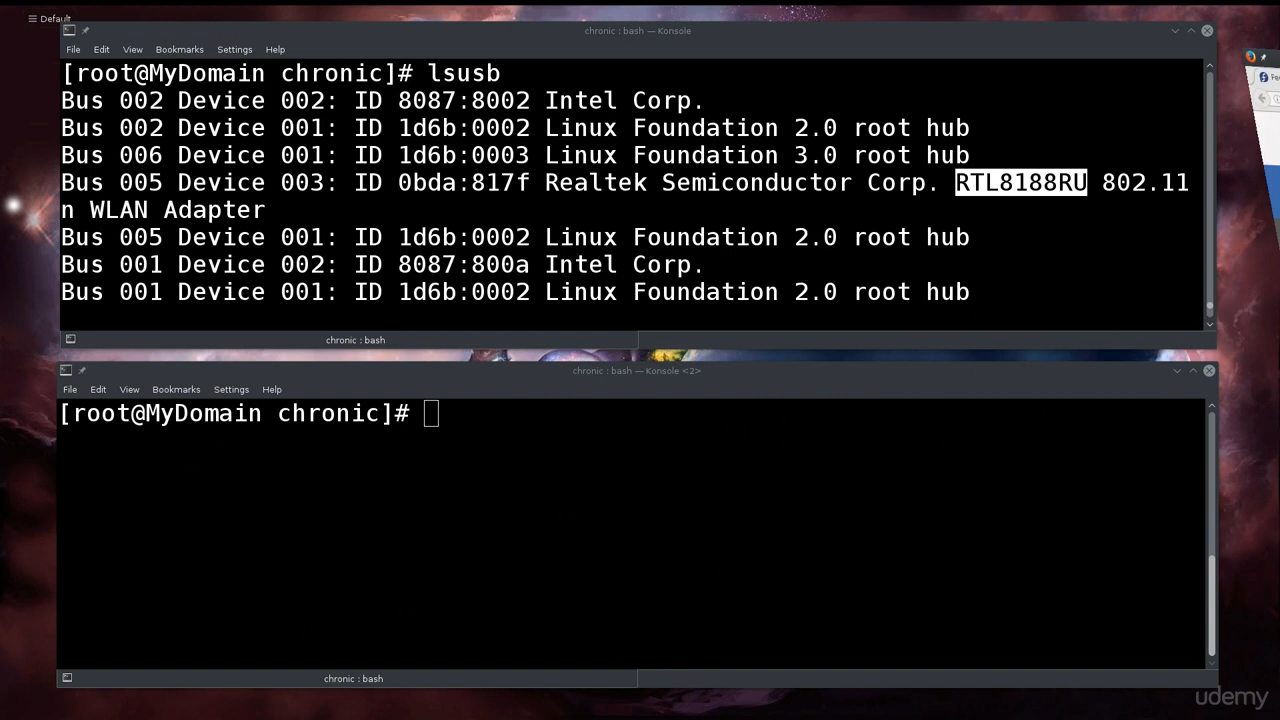 Default
chronic : bash — Konsole
File Edit View Bookmarks Settings Help
[root@MyDomain chronic]# lsusb
Bus 002 Device 002: ID 8087:8002 Intel Corp.
Bus 002 Device 001: ID 1d6b:0002 Linux Foundation 2.0 root hub
Bus 006 Device 001: ID 1d6b:0003 Linux Foundation 3.0 root hub
Bus 005 Device 003: ID 0bda:817f Realtek Semiconductor Corp. RTL8188RU 802.11
n WLAN Adapter
Bus 005 Device 001: ID 1d6b:0002 Linux Foundation 2.0 root hub
Bus 001 Device 002: ID 8087:800a Intel Corp.
Bus 001 Device 001: ID 1d6b:0002 Linux Foundation 2.0 root hub
chronic : bash
chronic : bash — Konsole <2>
File Edit View Bookmarks Settings Help
[root@MyDomain chronic]#
chronic : bash
udemy